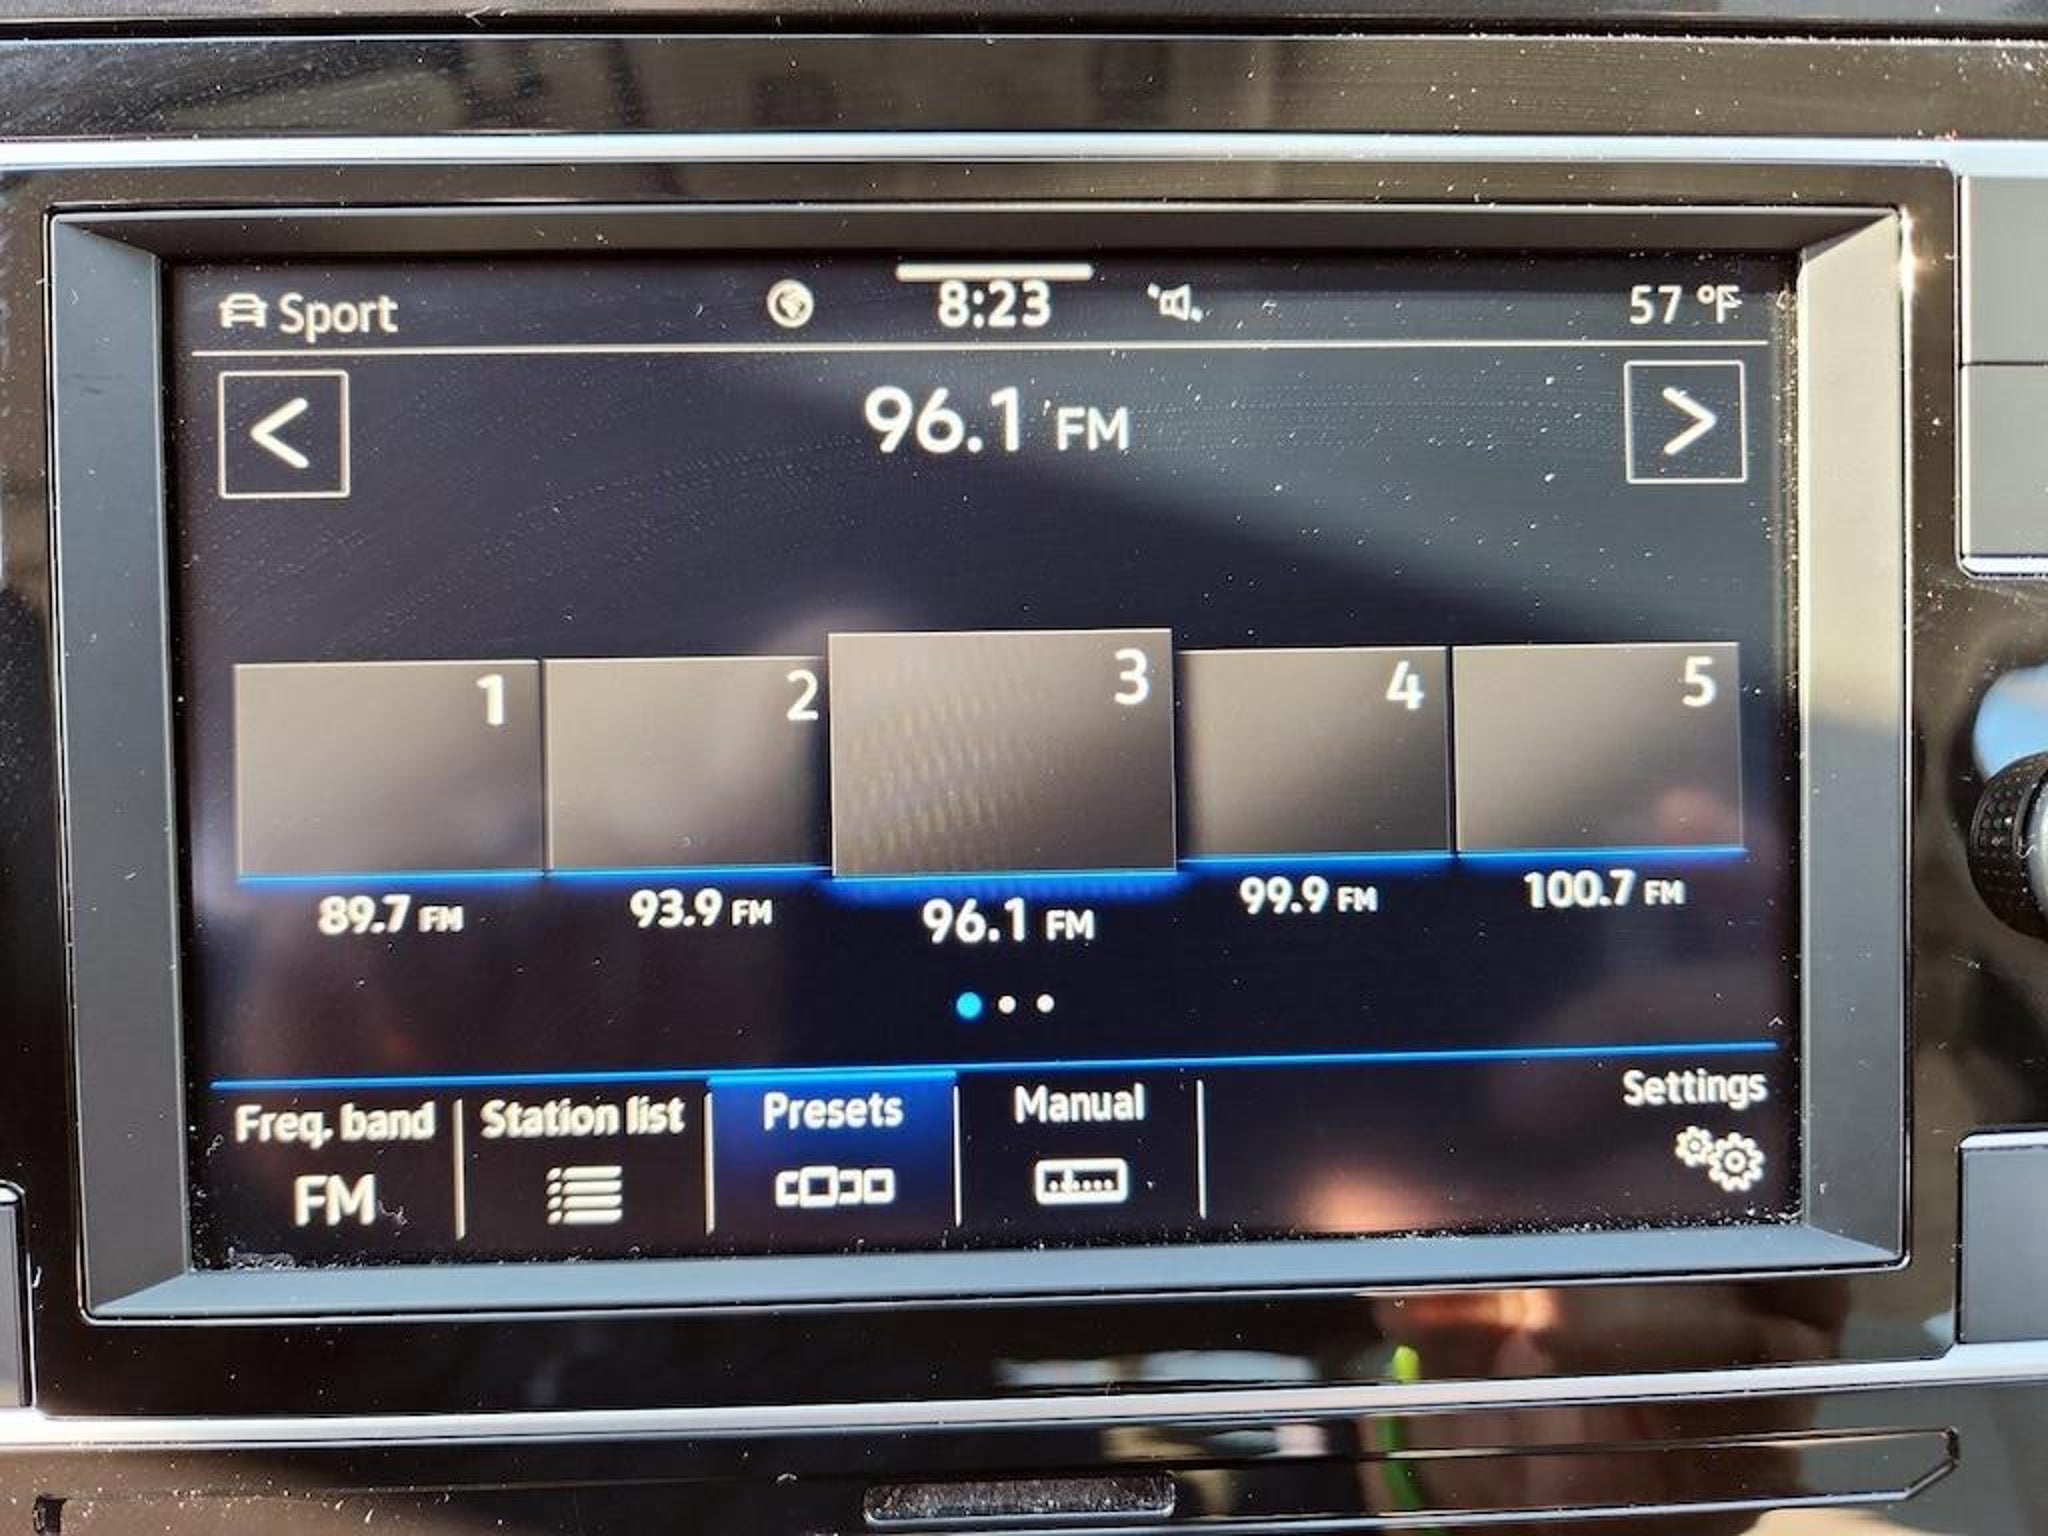 Sport 8:23 57 °F
96.1 FM
1 2 3 4 5
89.7 FM 93.9 FM 96.1 FM 99.9 FM 100.7 FM
Freq. band Station list Presets Manual Settings
FM